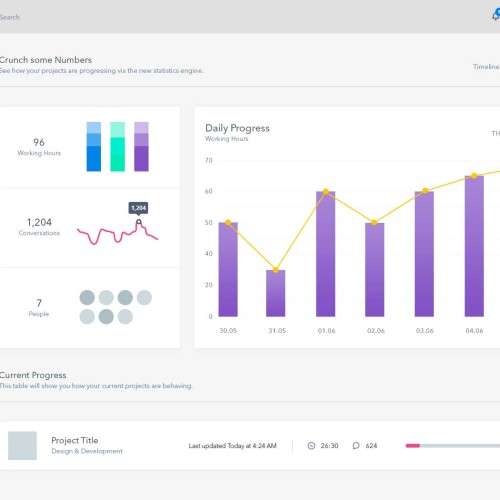 Search
Crunch some Numbers
See how your projects are progressing via the new statistics engine.
Timeline
96
Working Hours
1,204
Conversations
1,204
7
People
Daily Progress
Working Hours
TH
70
60
50
40
20
0
30.05
31.05
01.06
02.06
03.06
04.06
Current Progress
This table will show you how your current projects are behaving.
Project Title
Design & Development
Last updated Today at 4:24 AM
26:30
624